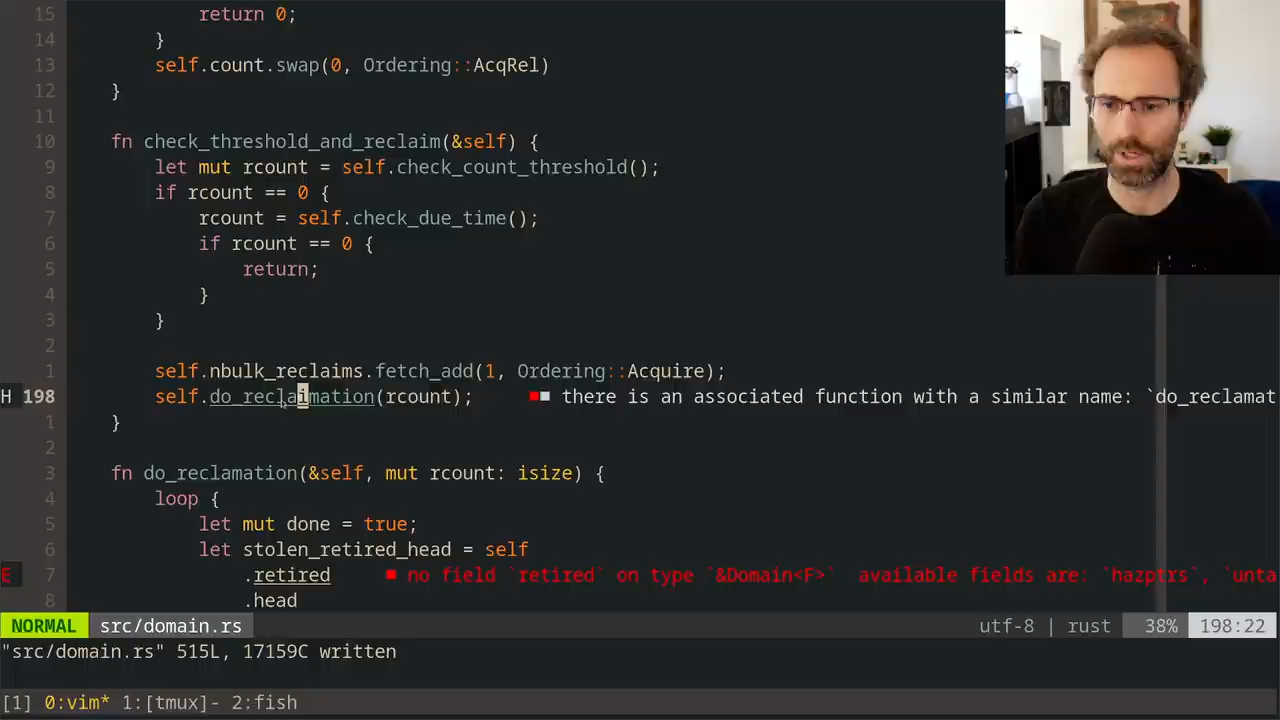 15 return 0;
14 }
13 self.count.swap(0, Ordering::AcqRel)
12 }
11
10 fn check_threshold_and_reclaim(&self) {
9 let mut rcount = self.check_count_threshold();
8 if rcount == 0 {
7 rcount = self.check_due_time();
6 if rcount == 0 {
5 return;
4 }
3 }
2
1 self.nbulk_reclaims.fetch_add(1, Ordering::Acquire);
H 198 self.do_reclaimation(rcount); ■■ there is an associated function with a similar name: `do_reclamat
1 }
2
3 fn do_reclamation(&self, mut rcount: isize) {
4 loop {
5 let mut done = true;
6 let stolen_retired_head = self
E 7 .retired ■ no field `retired` on type `&Domain<F>` available fields are: `hazptrs`, `unta
8 .head
NORMAL src/domain.rs utf-8 | rust 38% 198:22
"src/domain.rs" 515L, 17159C written
[1] 0:vim* 1:[tmux]- 2:fish